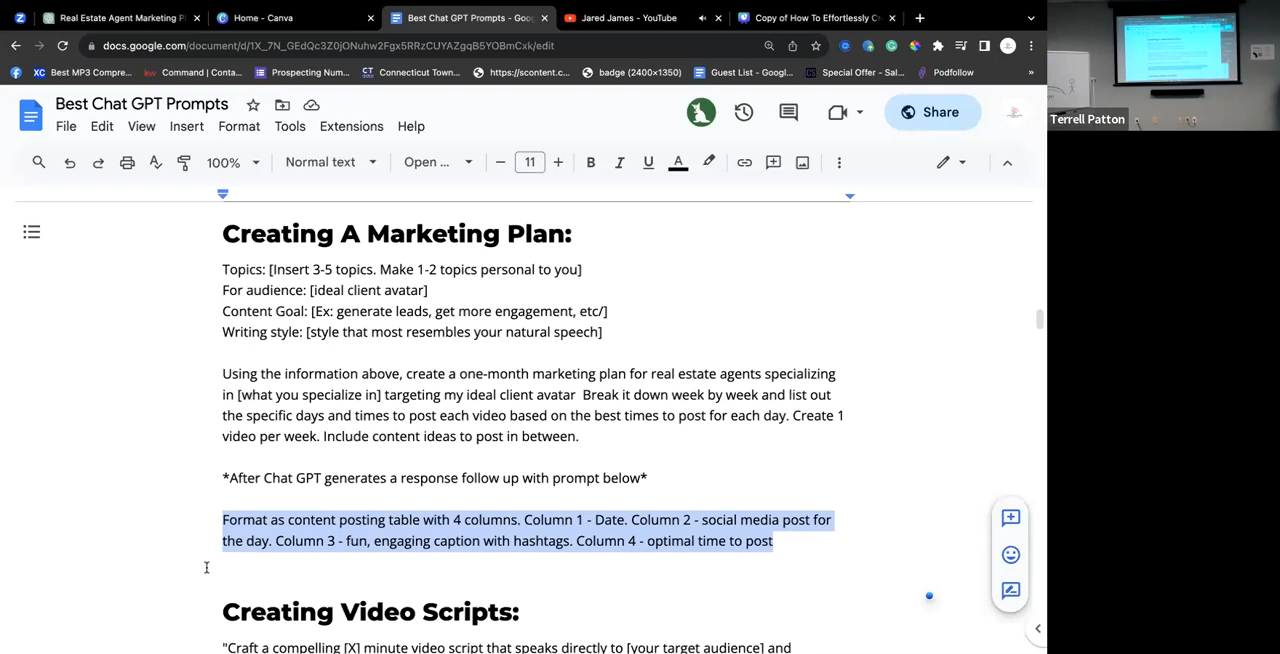 Real Estate Agent Marketing P
Home - Canva
Best Chat GPT Prompts - Goo
Jared James - YouTube
Copy of How To Effortlessly C
docs.google.com/document/d/1X_7N_GEdQc3Z0jONuhw2Fgx5RRzCUYAZgqB5YOBmCxk/edit
Best MP3 Compre...
Command | Conta...
Prospecting Num...
Connecticut Town...
https://scontent.c...
badge (2400×1350)
Guest List - Googl...
Special Offer - Sal...
Podfollow
»
Best Chat GPT Prompts
Share
File Edit View Insert Format Tools Extensions Help
100% Normal text Open ... 11 B I U A
Creating A Marketing Plan:
Topics: [Insert 3-5 topics. Make 1-2 topics personal to you]
For audience: [ideal client avatar]
Content Goal: [Ex: generate leads, get more engagement, etc/]
Writing style: [style that most resembles your natural speech]
Using the information above, create a one-month marketing plan for real estate agents specializing
in [what you specialize in] targeting my ideal client avatar  Break it down week by week and list out
the specific days and times to post each video based on the best times to post for each day. Create 1
video per week. Include content ideas to post in between.
*After Chat GPT generates a response follow up with prompt below*
Format as content posting table with 4 columns. Column 1 - Date. Column 2 - social media post for
the day. Column 3 - fun, engaging caption with hashtags. Column 4 - optimal time to post
Creating Video Scripts:
"Craft a compelling [X] minute video script that speaks directly to [your target audience] and
Terrell Patton